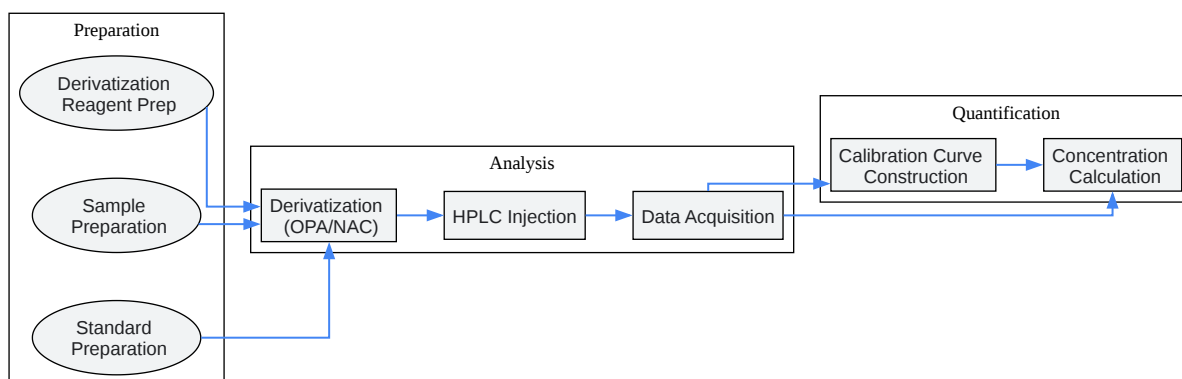 Preparation
Derivatization
Reagent Prep
Sample
Preparation
Standard
Preparation
Analysis
Derivatization
(OPA/NAC)
HPLC Injection
Data Acquisition
Quantification
Calibration Curve
Construction
Concentration
Calculation